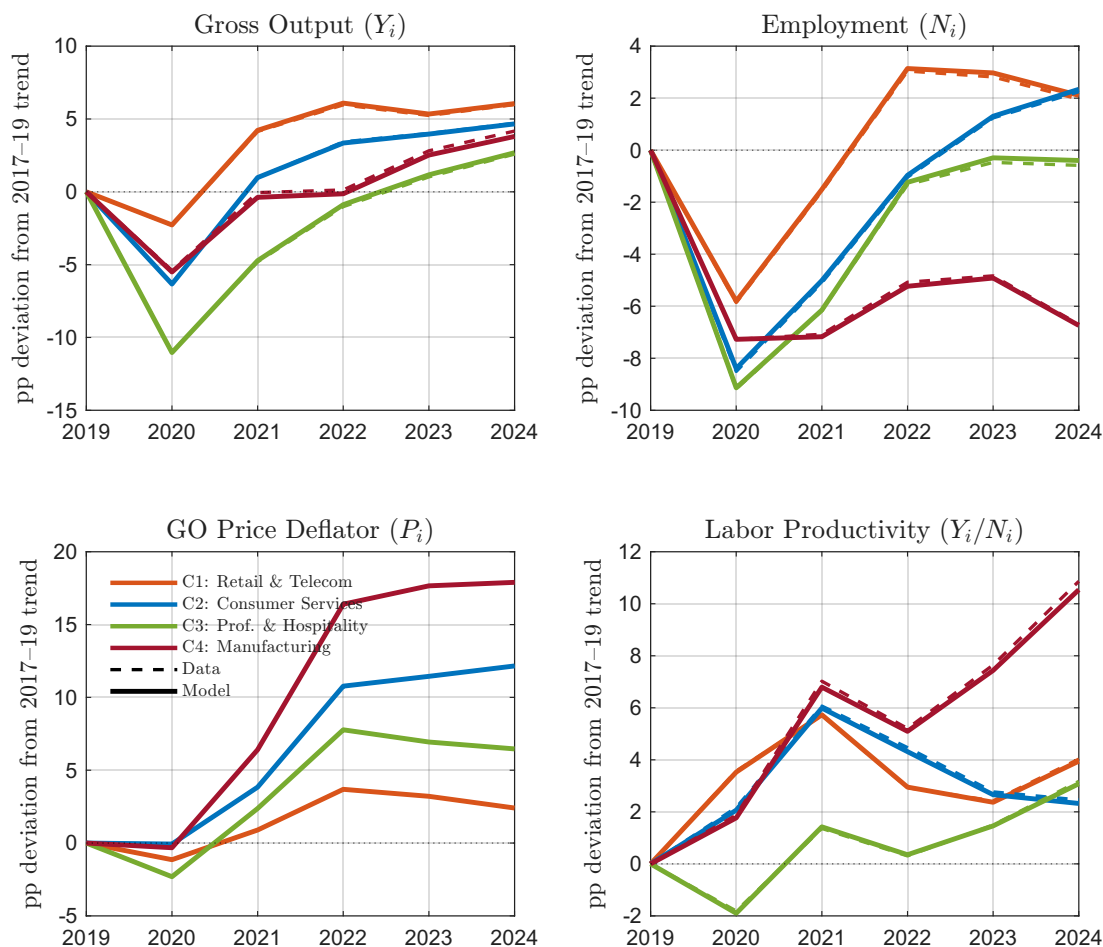 Gross Output (Y_i)
pp deviation from 2017–19 trend
10
5
0
-5
-10
-15
2019 2020 2021 2022 2023 2024
Employment (N_i)
pp deviation from 2017–19 trend
4
2
0
-2
-4
-6
-8
-10
2019 2020 2021 2022 2023 2024
GO Price Deflator (P_i)
pp deviation from 2017–19 trend
20
15
10
5
0
-5
C1: Retail & Telecom
C2: Consumer Services
C3: Prof. & Hospitality
C4: Manufacturing
Data
Model
2019 2020 2021 2022 2023 2024
Labor Productivity (Y_i/N_i)
pp deviation from 2017–19 trend
12
10
8
6
4
2
0
-2
2019 2020 2021 2022 2023 2024